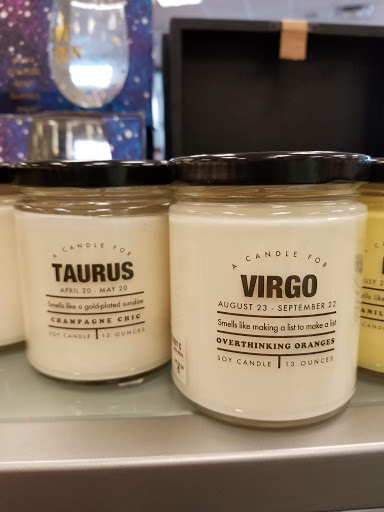 A CANDLE FOR
TAURUS
APRIL 20 - MAY 20
Smells like a gold-plated sundae
CHAMPAGNE CHIC
SOY CANDLE | 13 OUNCES
A CANDLE FOR
VIRGO
AUGUST 23 - SEPTEMBER 22
Smells like making a list to make a list
OVERTHINKING ORANGES
SOY CANDLE | 13 OUNCES